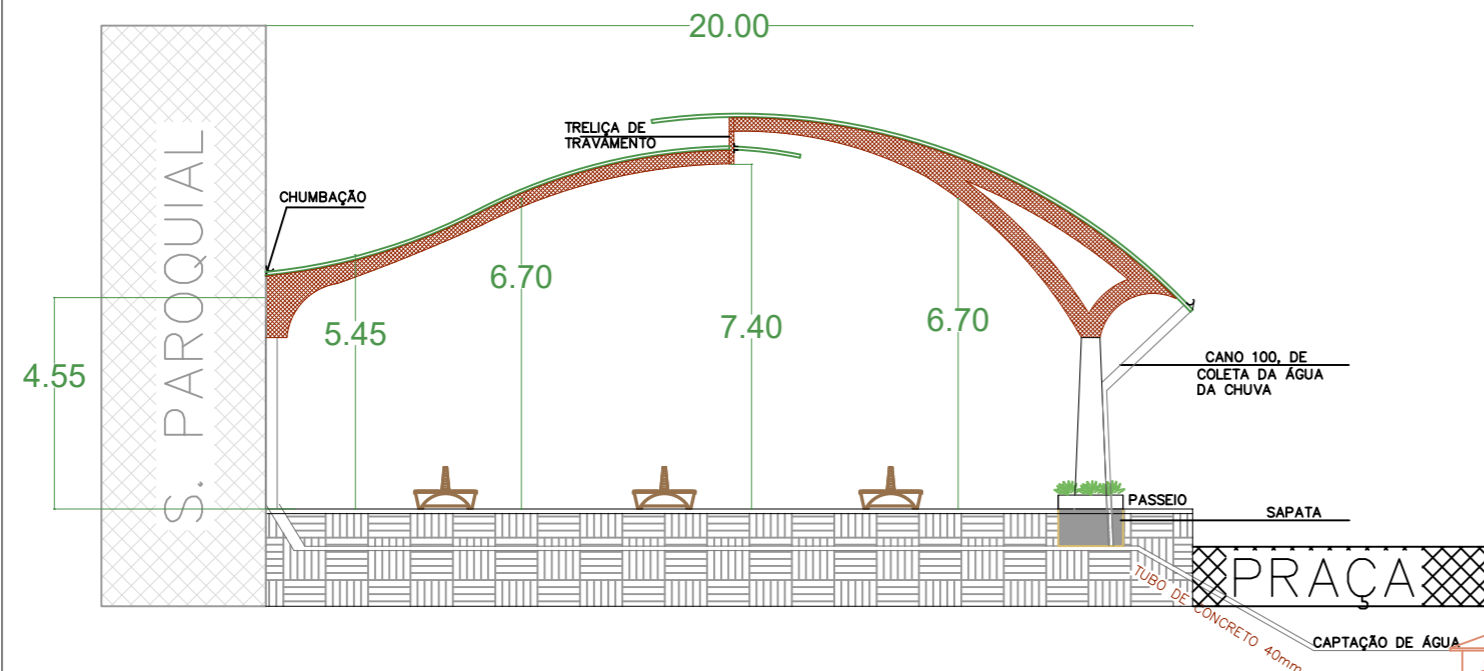 20.00
TRELIÇA DE
TRAVAMENTO
CHUMBAÇÃO
S. PAROQUIAL
6.70
5.45
7.40
6.70
4.55
CANO 100, DE
COLETA DA ÁGUA
DA CHUVA
PASSEIO
SAPATA
PRAÇA
TUBO DE CONCRETO 40mm
CAPTAÇÃO DE ÁGUA